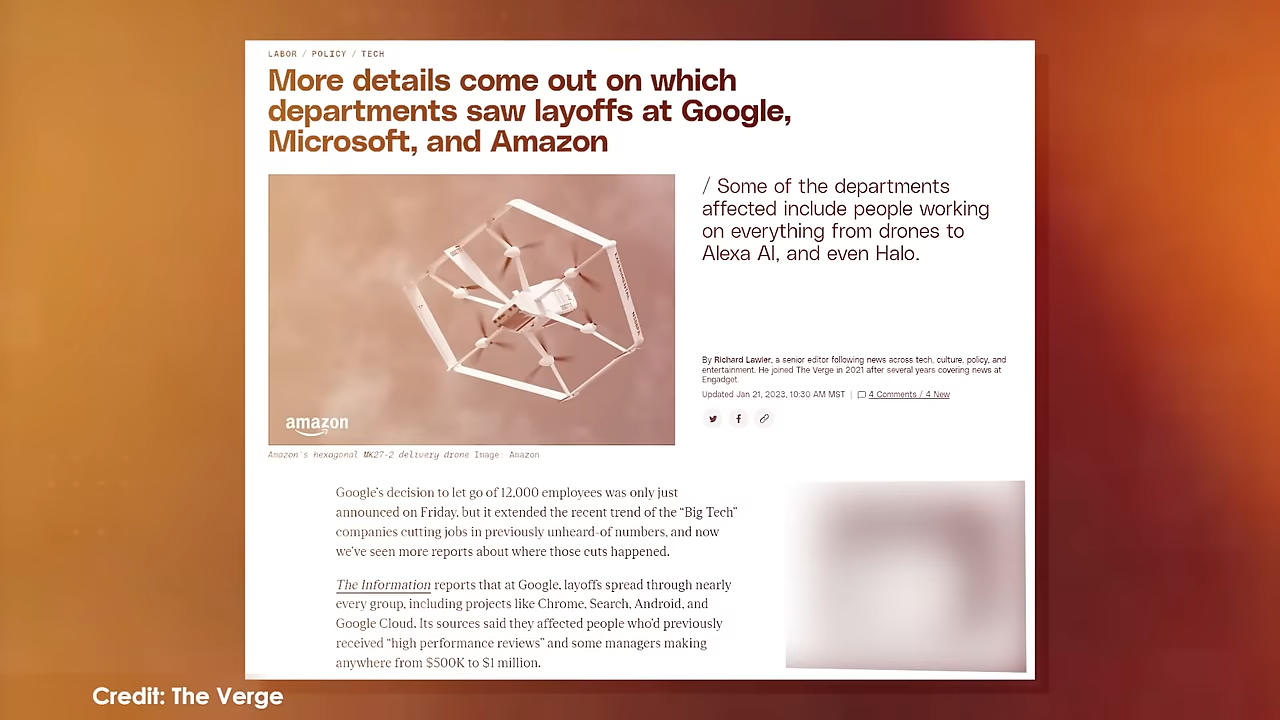 LABOR / POLICY / TECH
More details come out on which
departments saw layoffs at Google,
Microsoft, and Amazon
/ Some of the departments
affected include people working
on everything from drones to
Alexa AI, and even Halo.
By Richard Lawler, a senior editor following news across tech, culture, policy, and
entertainment. He joined The Verge in 2021 after several years covering news at
Engadget.
Updated Jan 21, 2023, 10:30 AM MST | 4 Comments / 4 New
amazon
Amazon's hexagonal MK27-2 delivery drone Image: Amazon
Google's decision to let go of 12,000 employees was only just
announced on Friday, but it extended the recent trend of the “Big Tech”
companies cutting jobs in previously unheard-of numbers, and now
we've seen more reports about where those cuts happened.
The Information reports that at Google, layoffs spread through nearly
every group, including projects like Chrome, Search, Android, and
Google Cloud. Its sources said they affected people who'd previously
received “high performance reviews” and some managers making
anywhere from $500K to $1 million.
Credit: The Verge